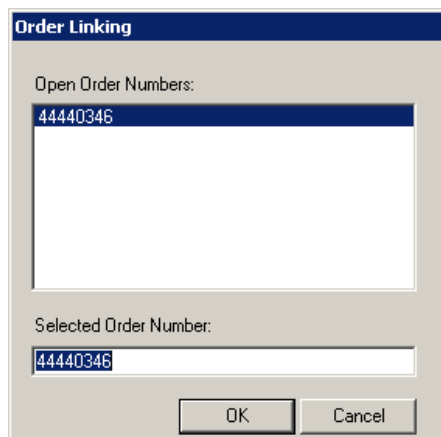 Order Linking
Open Order Numbers:
44440346
Selected Order Number:
44440346
OK
Cancel